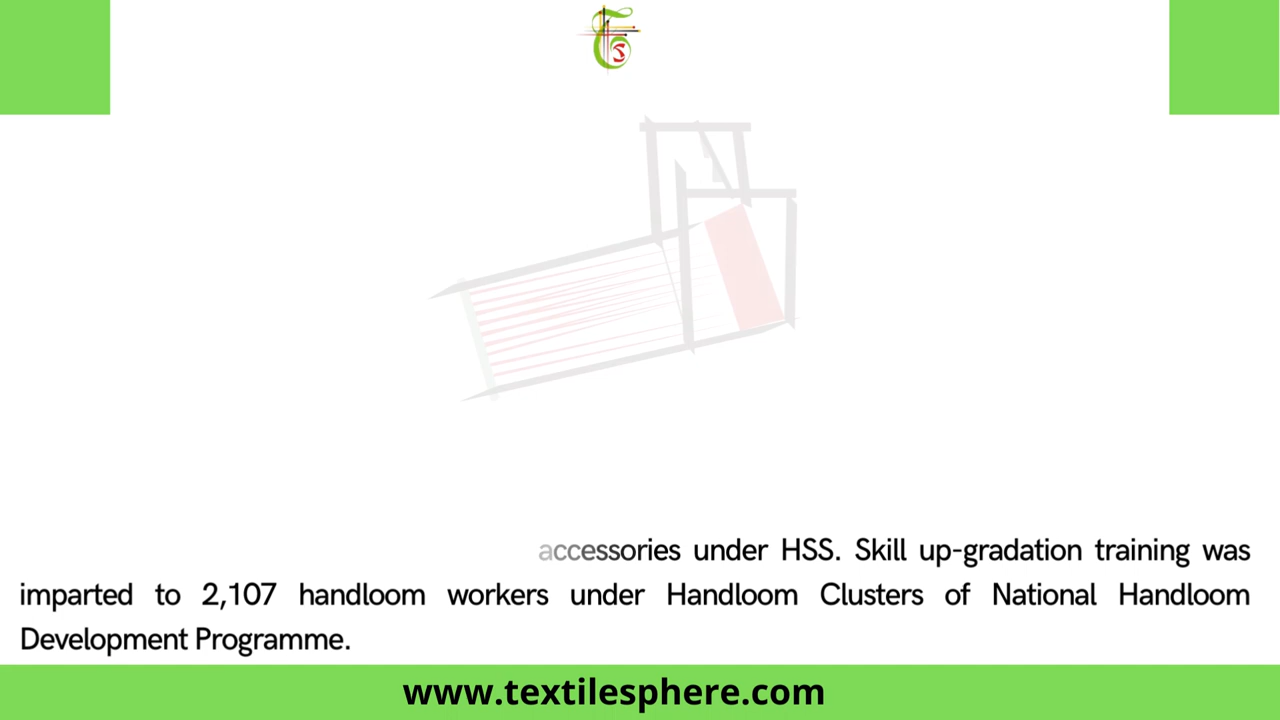 accessories under HSS. Skill up-gradation training was
imparted to 2,107 handloom workers under Handloom Clusters of National Handloom
Development Programme.
www.textilesphere.com